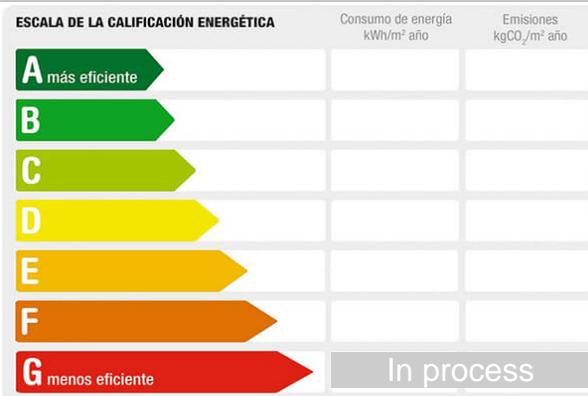 ESCALA DE LA CALIFICACIÓN ENERGÉTICA
Consumo de energía
kWh/m² año
Emisiones
kgCO₂/m² año
A más eficiente
B
C
D
E
F
G menos eficiente
In process